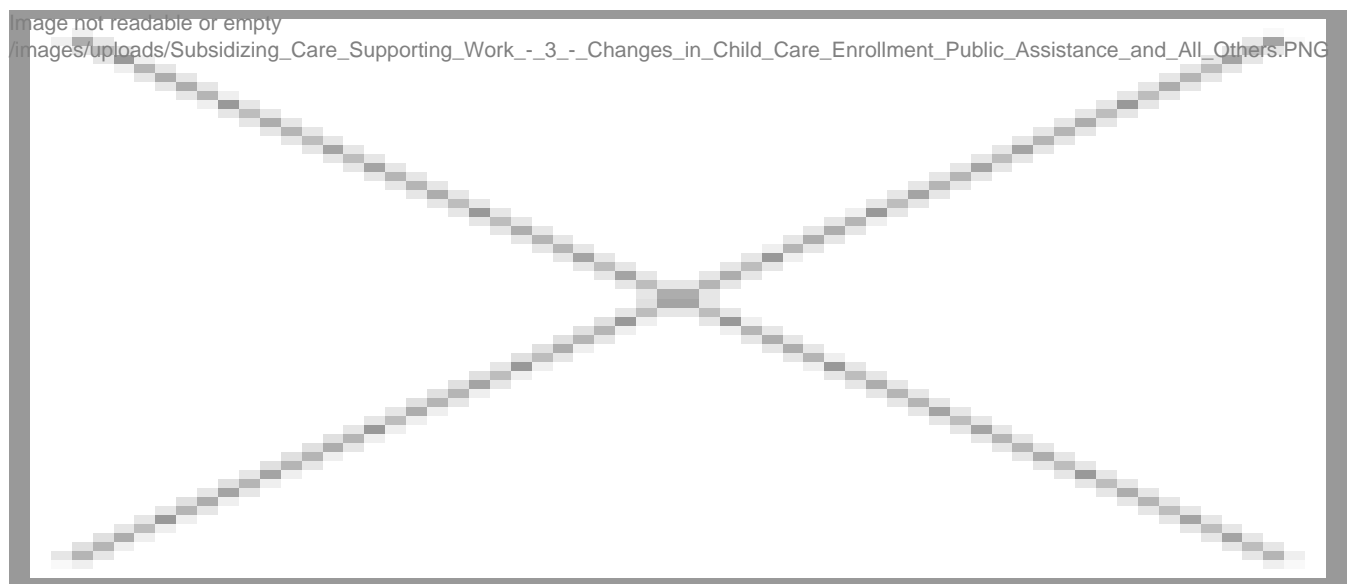 Image not readable or empty
/images/uploads/Subsidizing_Care_Supporting_Work_-_3_-_Changes_in_Child_Care_Enrollment_Public_Assistance_and_All_Others.PNG